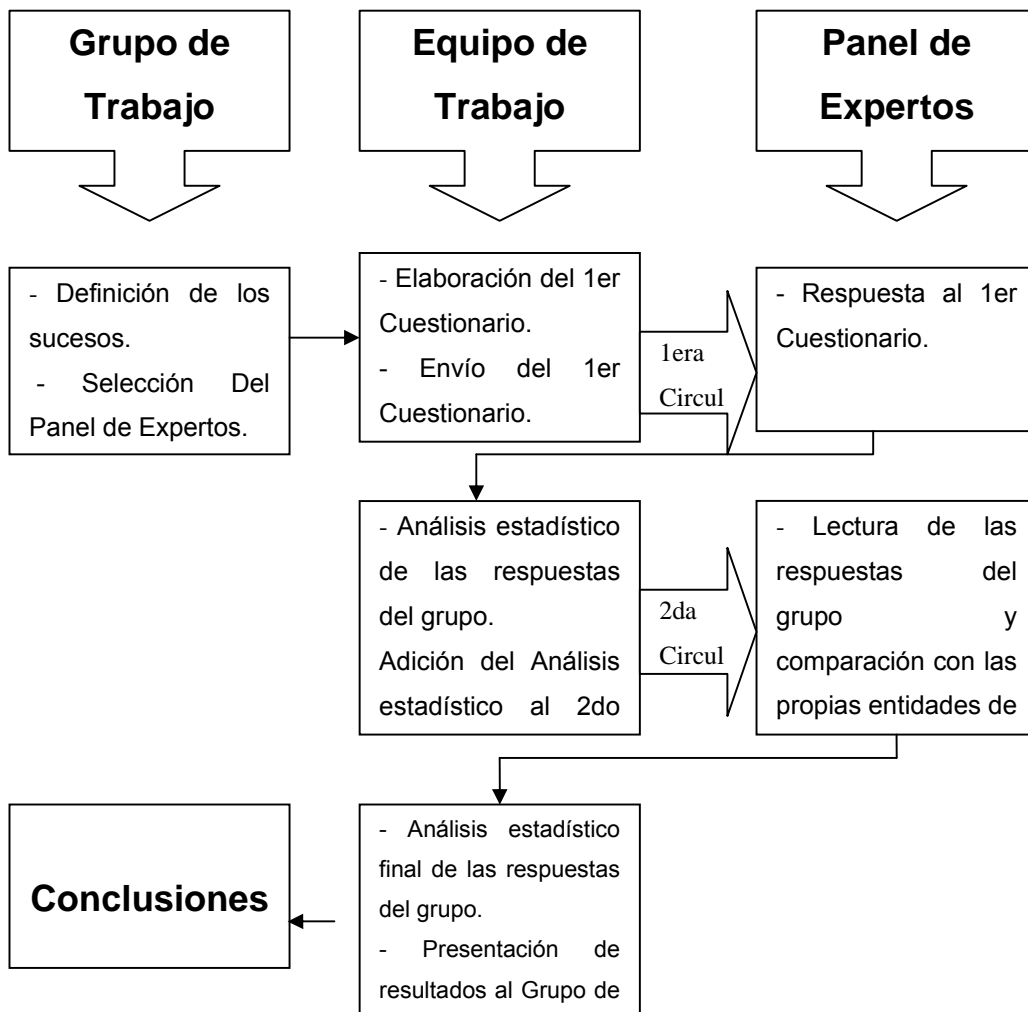 Grupo de
Trabajo
Equipo de
Trabajo
Panel de
Expertos
- Definición de los
sucesos.
- Selección Del
Panel de Expertos.
- Elaboración del 1er
Cuestionario.
- Envío del 1er
Cuestionario.
1era
Circul
- Respuesta al 1er
Cuestionario.
- Análisis estadístico
de las respuestas
del grupo.
Adición del Análisis
estadístico al 2do
2da
Circul
- Lectura de las
respuestas del
grupo y
comparación con las
propias entidades de
Conclusiones
- Análisis estadístico
final de las respuestas
del grupo.
- Presentación de
resultados al Grupo de